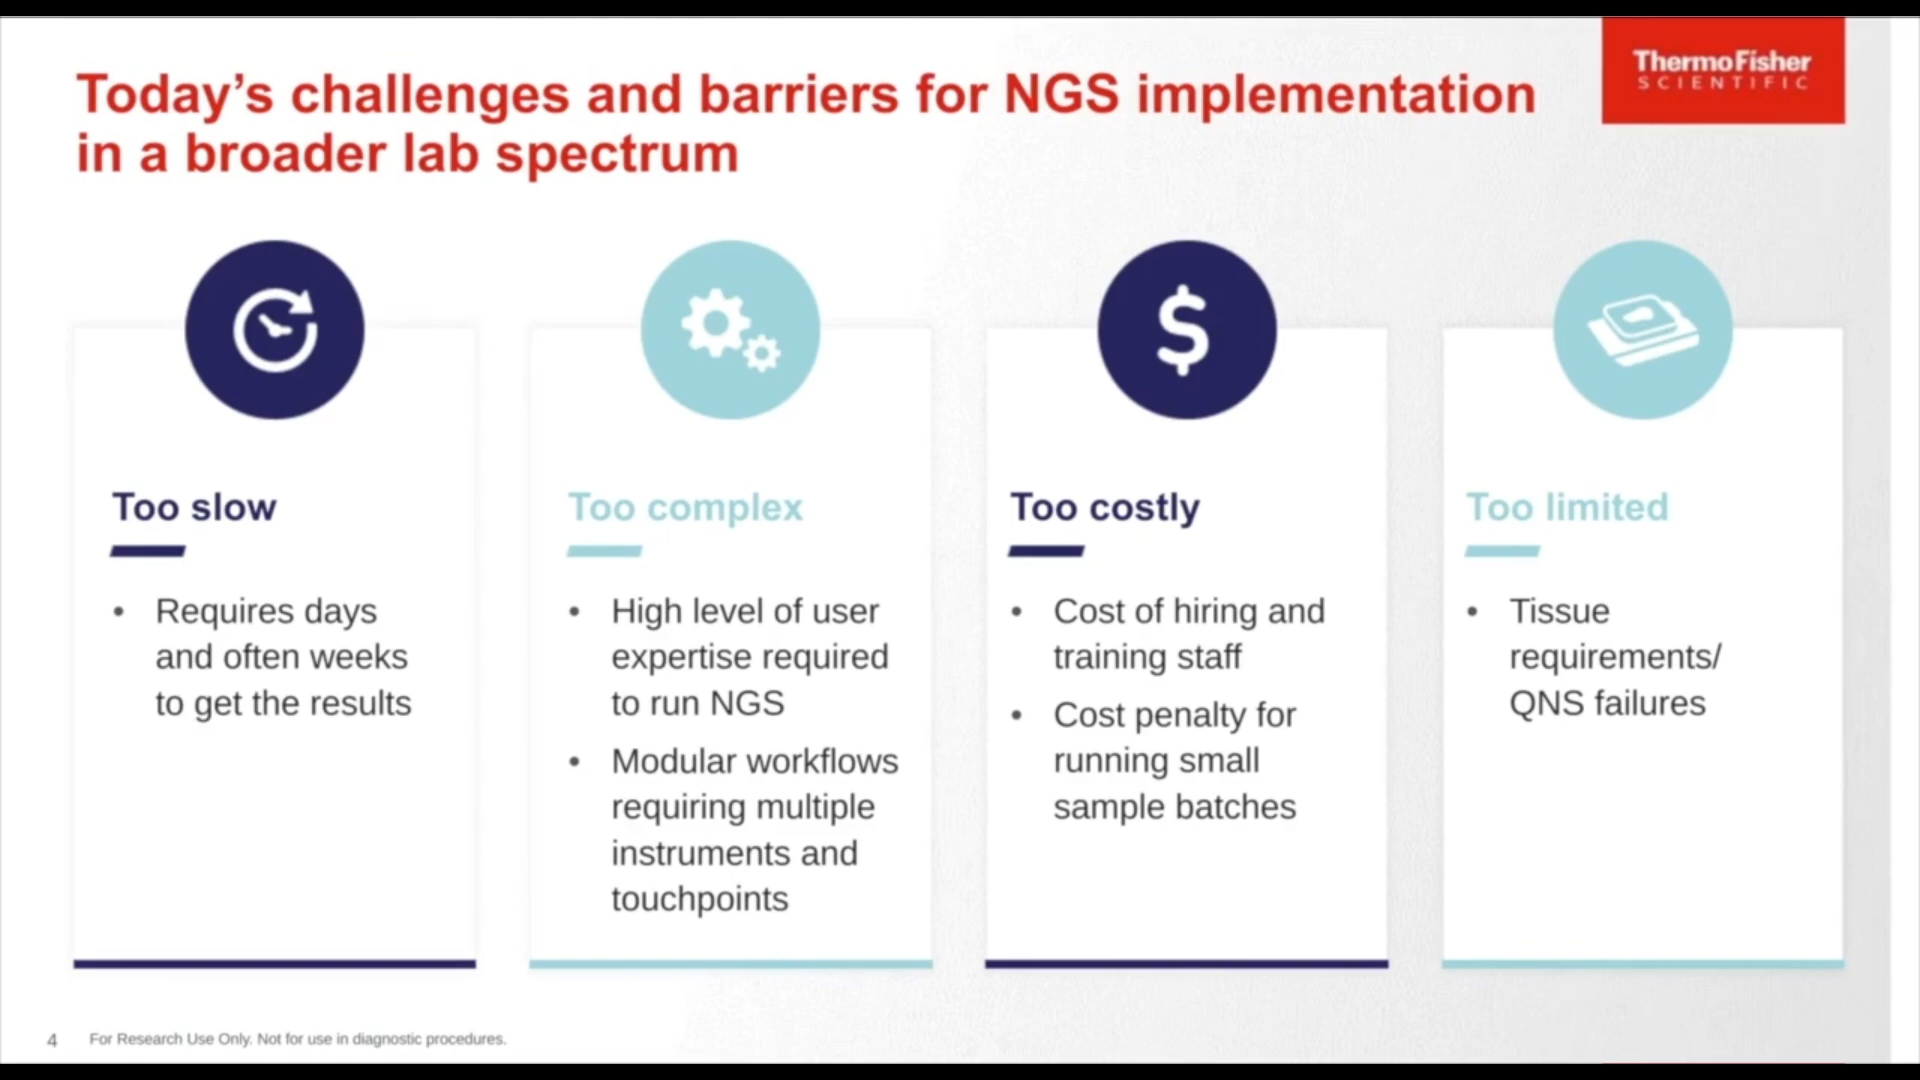 Today's challenges and barriers for NGS implementation
in a broader lab spectrum
ThermoFisher
SCIENTIFIC
Too slow
• Requires days
and often weeks
to get the results
Too complex
• High level of user
expertise required
to run NGS
• Modular workflows
requiring multiple
instruments and
touchpoints
$
Too costly
• Cost of hiring and
training staff
• Cost penalty for
running small
sample batches
Too limited
• Tissue
requirements/
QNS failures
4 For Research Use Only. Not for use in diagnostic procedures.